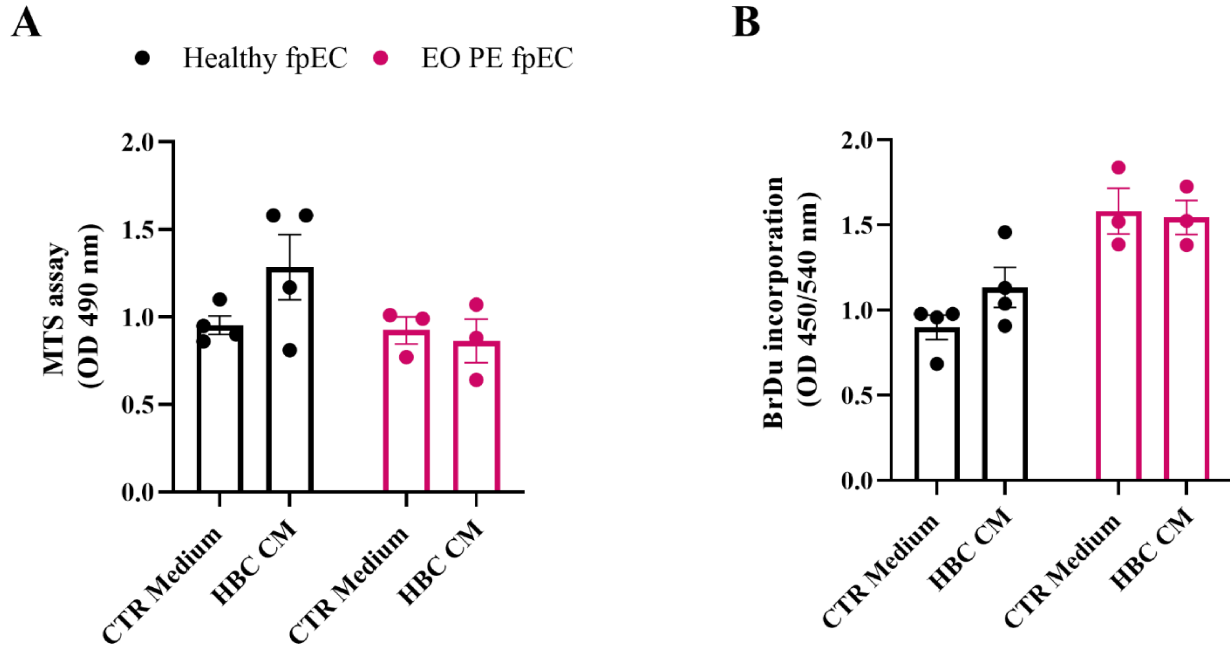 A
Healthy fpEC
EO PE fpEC
MTS assay
(OD 490 nm)
2.0
1.5
1.0
0.5
0.0
CTR Medium
HBC CM
CTR Medium
HBC CM
B
BrDu incorporation
(OD 450/540 nm)
2.0
1.5
1.0
0.5
0.0
CTR Medium
HBC CM
CTR Medium
HBC CM